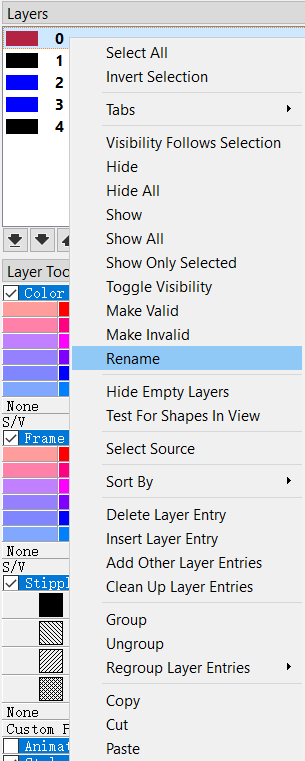 Layers
0
1
2
3
4
Select All
Invert Selection
Tabs
Visibility Follows Selection
Hide
Hide All
Show
Show All
Show Only Selected
Toggle Visibility
Make Valid
Make Invalid
Rename
Hide Empty Layers
Test For Shapes In View
Select Source
Sort By
Delete Layer Entry
Insert Layer Entry
Add Other Layer Entries
Clean Up Layer Entries
Group
Ungroup
Regroup Layer Entries
Copy
Cut
Paste
Layer Too
Color
None
S/V
Frame
None
S/V
Stippl
None
Custom
Animat